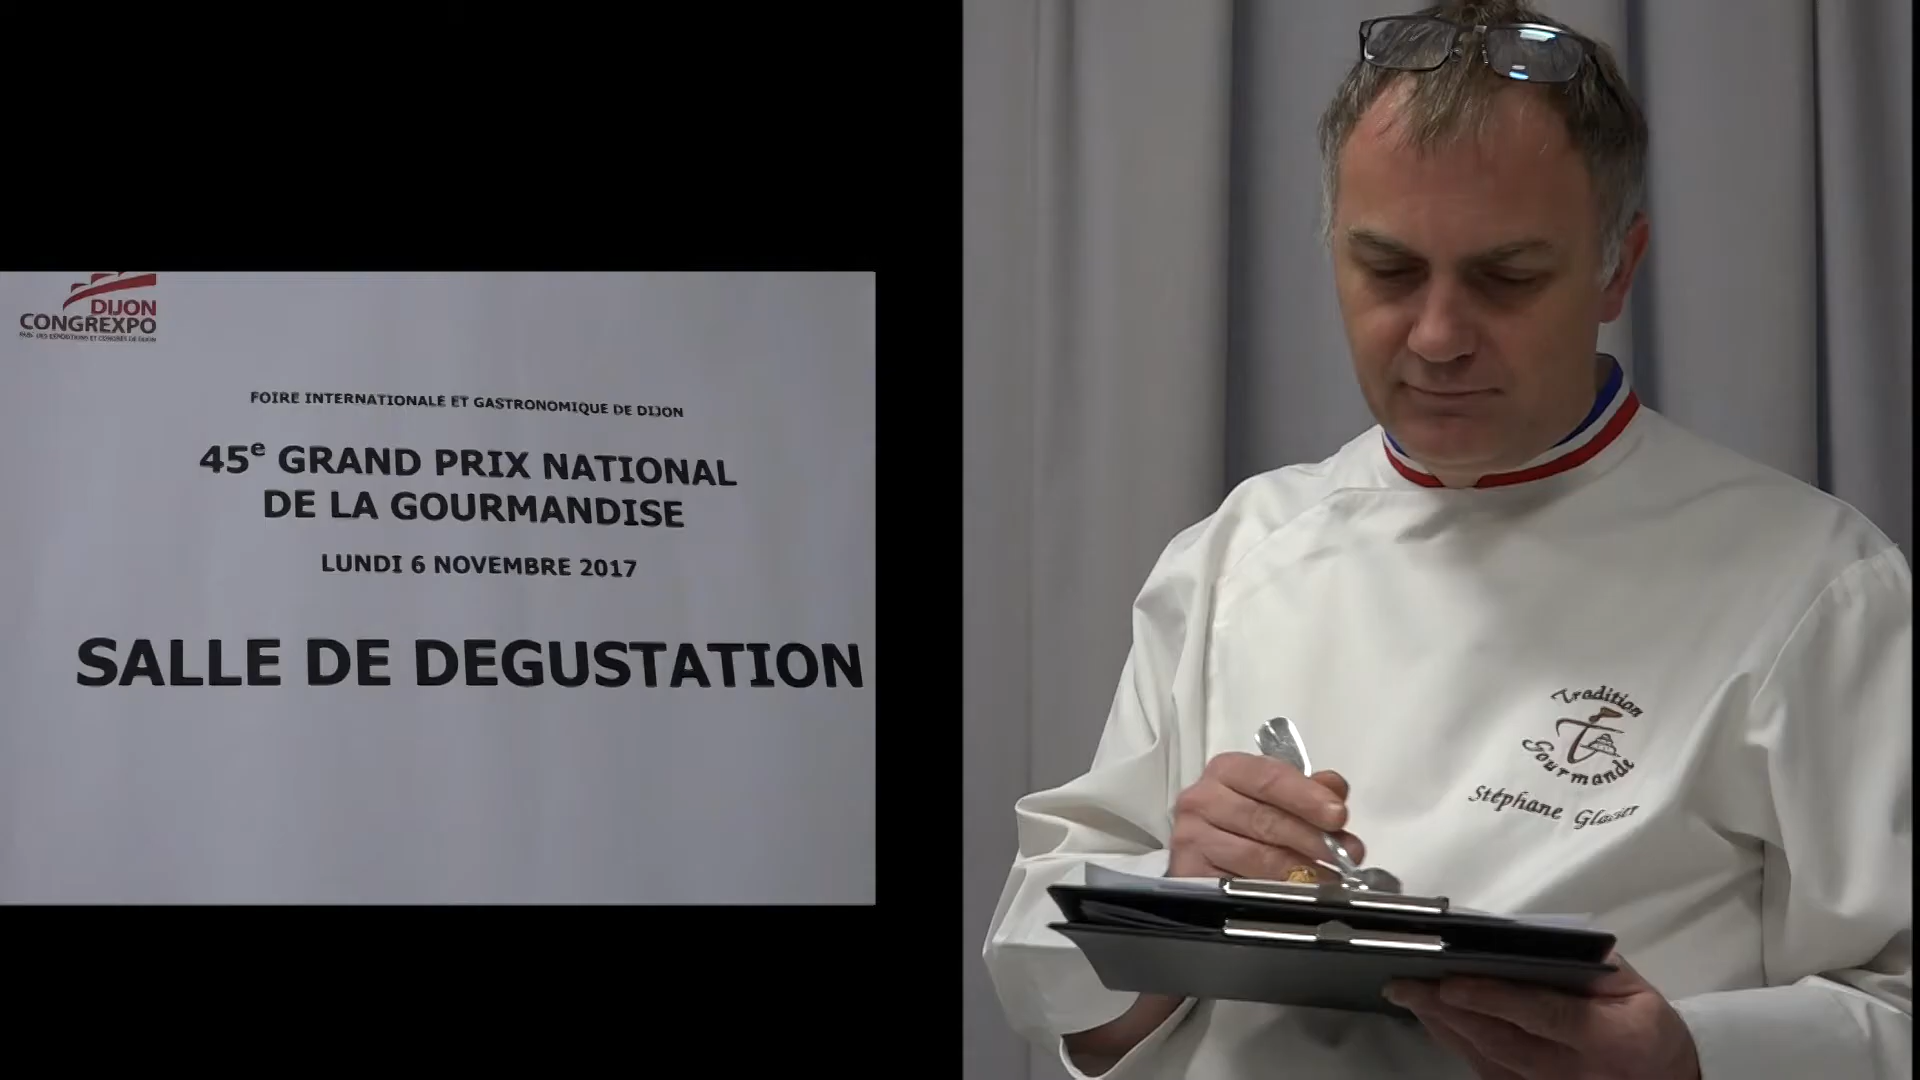 DIJON
CONGREXPO
FOIRE INTERNATIONALE ET GASTRONOMIQUE DE DIJON
45e GRAND PRIX NATIONAL
DE LA GOURMANDISE
LUNDI 6 NOVEMBRE 2017
SALLE DE DEGUSTATION
Tradition
Gourmande
Stéphane Glacier